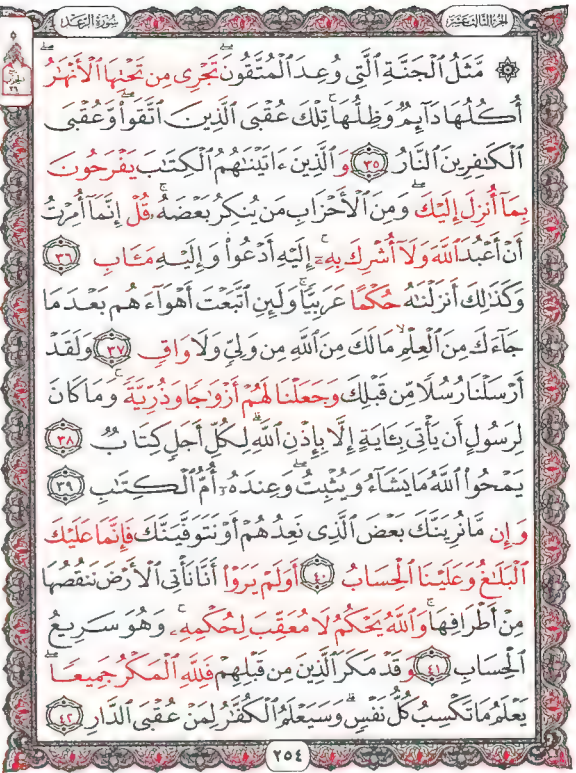 الجزء الثالث عشر
سورة الرعد
۞ مَّثَلُ ٱلْجَنَّةِ ٱلَّتِى وُعِدَ ٱلْمُتَّقُونَ ۖ تَجْرِى مِن تَحْتِهَا ٱلْأَنْهَٰرُ ۖ
أُكُلُهَا دَآئِمٌ وَظِلُّهَا ۚ تِلْكَ عُقْبَى ٱلَّذِينَ ٱتَّقَوا۟ ۖ وَّعُقْبَى
ٱلْكَٰفِرِينَ ٱلنَّارُ ٣٥ وَٱلَّذِينَ ءَاتَيْنَٰهُمُ ٱلْكِتَٰبَ يَفْرَحُونَ
بِمَآ أُنزِلَ إِلَيْكَ ۖ وَمِنَ ٱلْأَحْزَابِ مَن يُنكِرُ بَعْضَهُۥ ۚ قُلْ إِنَّمَآ أُمِرْتُ
أَنْ أَعْبُدَ ٱللَّهَ وَلَآ أُشْرِكَ بِهِۦٓ ۚ إِلَيْهِ أَدْعُوا۟ وَإِلَيْهِ مَـَٔابِ ٣٦
وَكَذَٰلِكَ أَنزَلْنَٰهُ حُكْمًا عَرَبِيًّا ۚ وَلَئِنِ ٱتَّبَعْتَ أَهْوَآءَهُم بَعْدَ مَا
جَآءَكَ مِنَ ٱلْعِلْمِ مَا لَكَ مِنَ ٱللَّهِ مِن وَلِىٍّ وَلَا وَاقٍ ٣٧ وَلَقَدْ
أَرْسَلْنَا رُسُلًا مِّن قَبْلِكَ وَجَعَلْنَا لَهُمْ أَزْوَٰجًا وَذُرِّيَّةً ۚ وَمَا كَانَ
لِرَسُولٍ أَن يَأْتِىَ بِـَٔايَةٍ إِلَّا بِإِذْنِ ٱللَّهِ ۗ لِكُلِّ أَجَلٍ كِتَابٌ ٣٨
يَمْحُوا۟ ٱللَّهُ مَا يَشَآءُ وَيُثْبِتُ ۖ وَعِندَهُۥٓ أُمُّ ٱلْكِتَٰبِ ٣٩
وَإِن مَّا نُرِيَنَّكَ بَعْضَ ٱلَّذِى نَعِدُهُمْ أَوْ نَتَوَفَّيَنَّكَ فَإِنَّمَا عَلَيْكَ
ٱلْبَلَٰغُ وَعَلَيْنَا ٱلْحِسَابُ ٤٠ أَوَلَمْ يَرَوْا۟ أَنَّا نَأْتِى ٱلْأَرْضَ نَنقُصُهَا
مِنْ أَطْرَافِهَا ۚ وَٱللَّهُ يَحْكُمُ لَا مُعَقِّبَ لِحُكْمِهِۦ ۚ وَهُوَ سَرِيعُ
ٱلْحِسَابِ ٤١ وَقَدْ مَكَرَ ٱلَّذِينَ مِن قَبْلِهِمْ فَلِلَّهِ ٱلْمَكْرُ جَمِيعًا ۖ
يَعْلَمُ مَا تَكْسِبُ كُلُّ نَفْسٍ ۗ وَسَيَعْلَمُ ٱلْكُفَّٰرُ لِمَنْ عُقْبَى ٱلدَّارِ ٤٢
٢٥٤